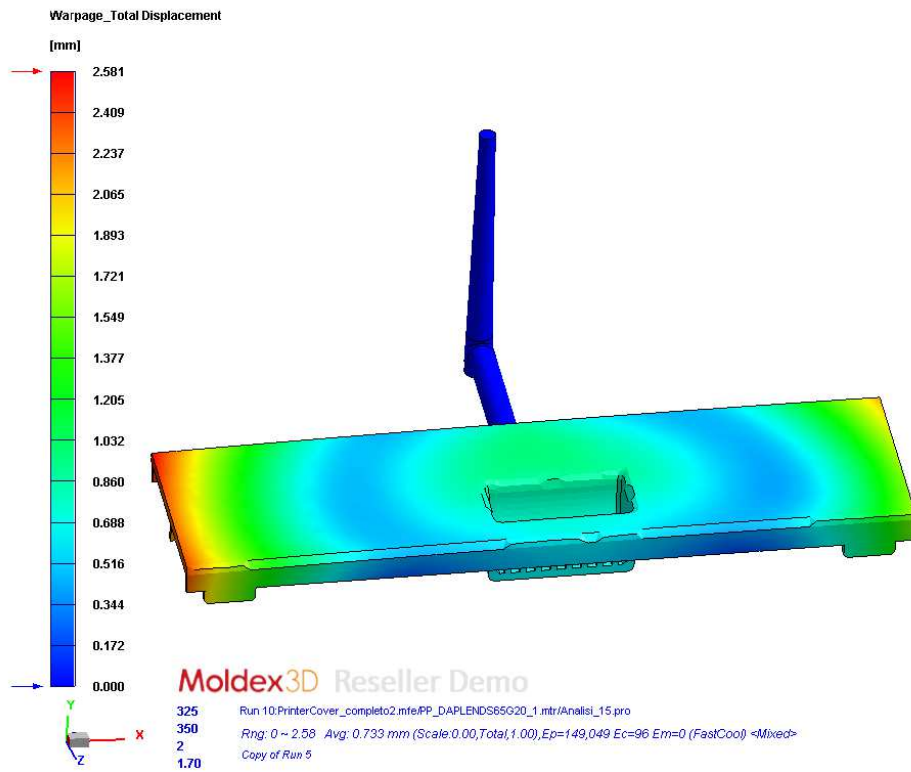 Warpage_Total Displacement
[mm]
2.581
2.409
2.237
2.065
1.893
1.721
1.549
1.377
1.205
1.032
0.860
0.688
0.516
0.344
0.172
0.000
Moldex3D Reseller Demo
Y
X
Z
325
350
2
1.70
Run 10:PrinterCover_completo2.mfe/PP_DAPLENDS65G20_1.mtr/Analisi_15.pro
Rng: 0 ~ 2.58 Avg: 0.733 mm (Scale:0.00,Total,1.00),Ep=149,049 Ec=96 Em=0 (FastCool) <Mixed>
Copy of Run 5